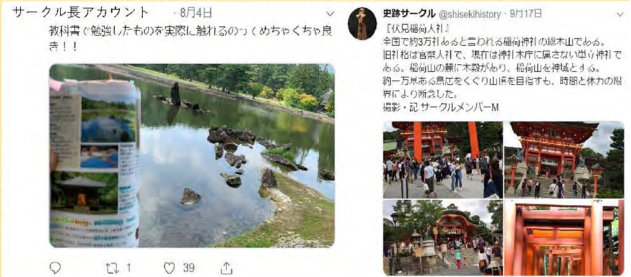 サークル長アカウント ・8月4日
教科書で勉強したものを実際に触れるのってめちゃくちゃ良
き！！
1 39
史跡サークル @shisekihistory・9月17日
『伏見稲荷大社』
全国で約3万社あると言われる稲荷神社の総本山である。
旧社格は官幣大社で、現在は神社本庁に属さない単立神社で
ある。稲荷山の麓に本殿があり、稲荷山を神域とする。
約一万基ある鳥居をくぐり山頂を目指すも、時間と体力の限
界により断念した。
撮影・記 サークルメンバーM